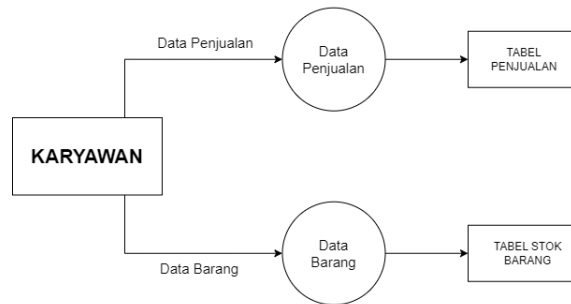 Data Penjualan
Data
Penjualan
TABEL
PENJUALAN
KARYAWAN
Data Barang
Data
Barang
TABEL STOK
BARANG